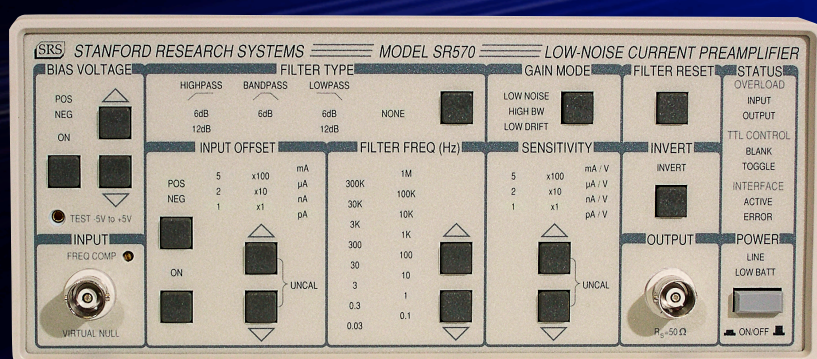 SRS STANFORD RESEARCH SYSTEMS MODEL SR570 LOW-NOISE CURRENT PREAMPLIFIER
BIAS VOLTAGE
POS
NEG
ON
TEST -5V to +5V
FILTER TYPE
HIGHPASS BANDPASS LOWPASS
6dB 6dB 6dB NONE
12dB 12dB
GAIN MODE
LOW NOISE
HIGH BW
LOW DRIFT
FILTER RESET
STATUS
OVERLOAD
INPUT
OUTPUT
TTL CONTROL
BLANK
TOGGLE
INTERFACE
ACTIVE
ERROR
INPUT OFFSET
POS
NEG
ON
5 x100 mA
2 x10 µA
1 x1 nA
pA
UNCAL
FILTER FREQ (Hz)
1M
300K
100K
30K
10K
3K
1K
300
100
30
10
3
1
0.3
0.1
0.03
SENSITIVITY
5 x100 mA / V
2 x10 µA / V
1 x1 nA / V
pA / V
UNCAL
INVERT
INVERT
INPUT
FREQ COMP
VIRTUAL NULL
OUTPUT
Rs=50 Ω
POWER
LINE
LOW BATT
ON/OFF